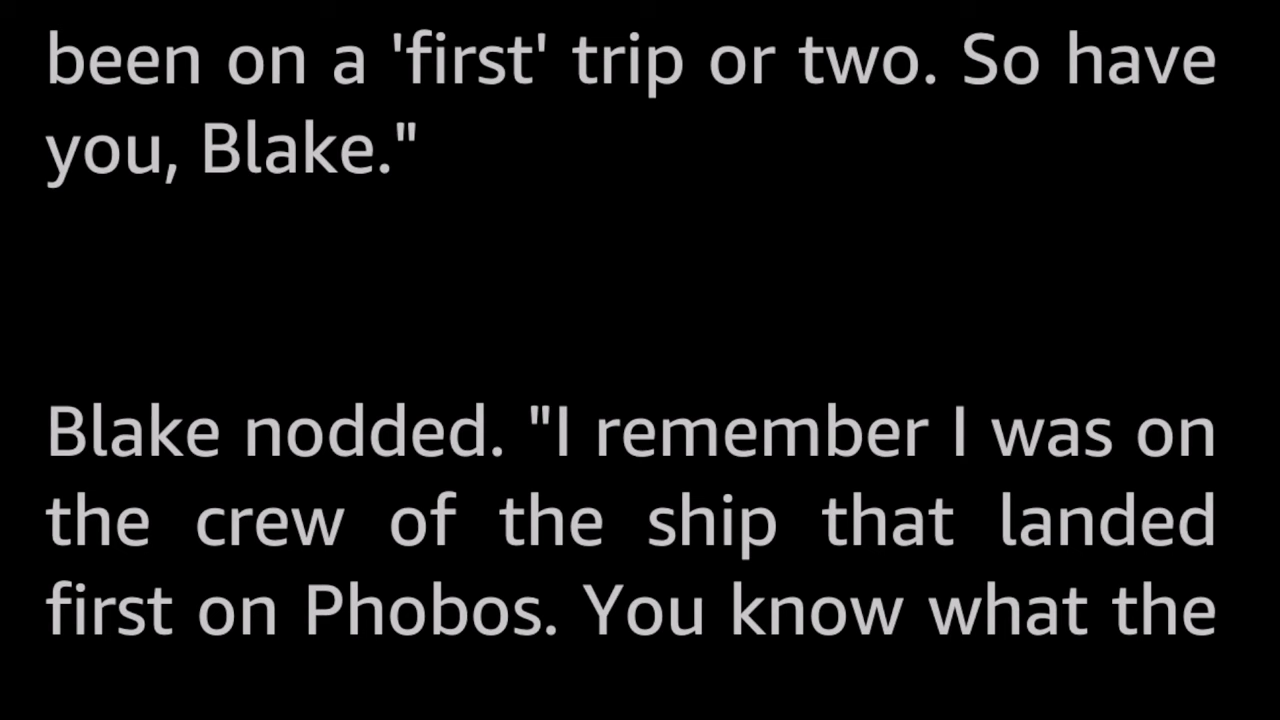 been on a 'first' trip or two. So have
you, Blake."
Blake nodded. "I remember I was on
the crew of the ship that landed
first on Phobos. You know what the